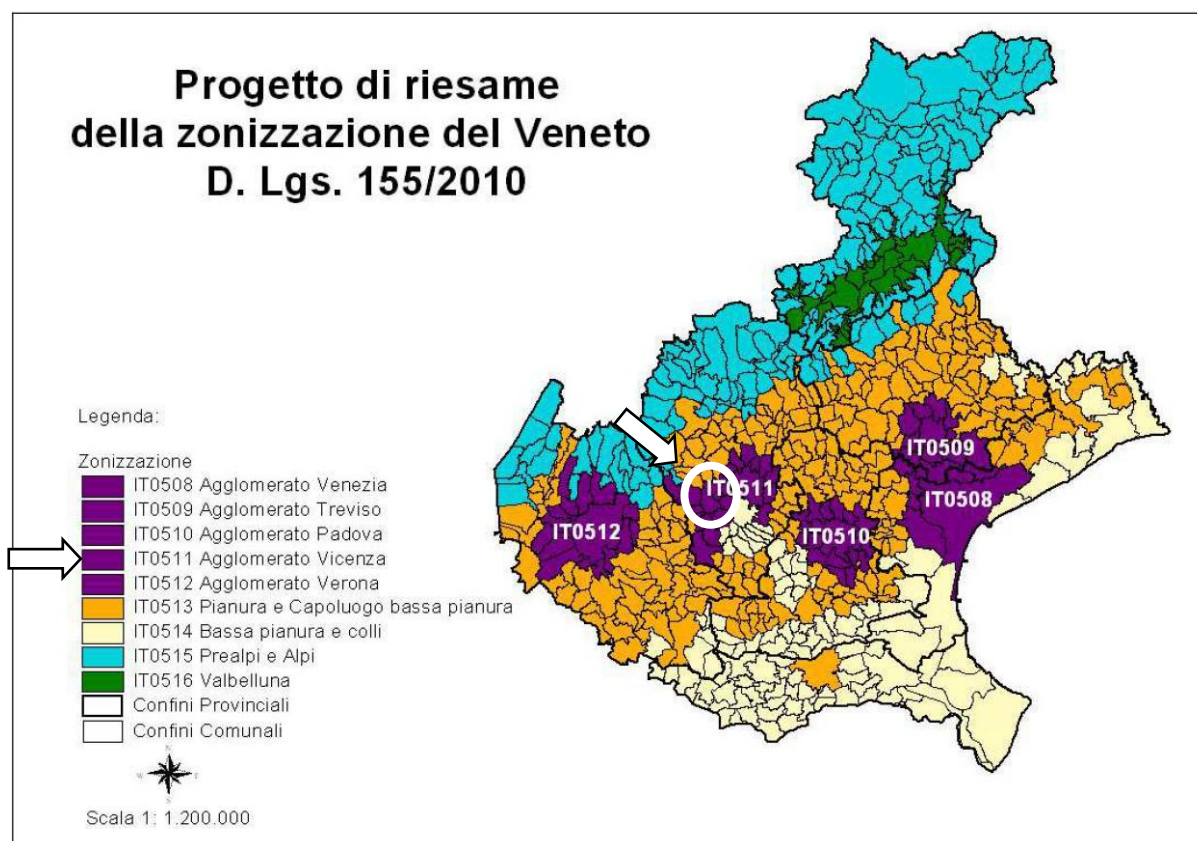 Progetto di riesame
della zonizzazione del Veneto
D. Lgs. 155/2010
Legenda:
Zonizzazione
IT0508 Agglomerato Venezia
IT0509 Agglomerato Treviso
IT0510 Agglomerato Padova
IT0511 Agglomerato Vicenza
IT0512 Agglomerato Verona
IT0513 Pianura e Capoluogo bassa pianura
IT0514 Bassa pianura e colli
IT0515 Prealpi e Alpi
IT0516 Valbelluna
Confini Provinciali
Confini Comunali
Scala 1: 1.200.000
IT0509
IT0511
IT0508
IT0512
IT0510